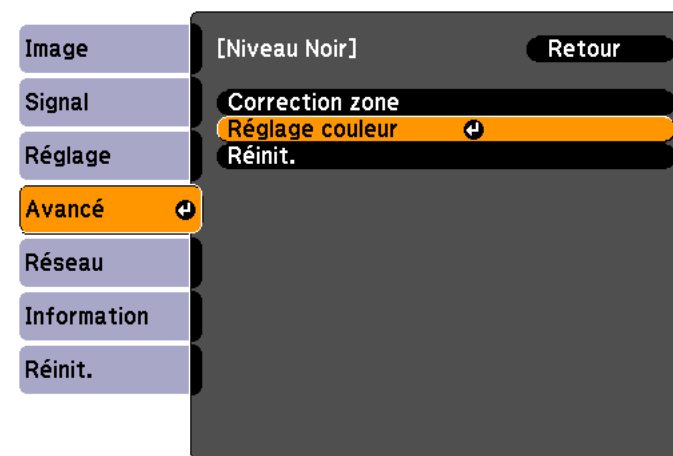 Image
Signal
Réglage
Avancé
Réseau
Information
Réinit.
[Niveau Noir] Retour
Correction zone
Réglage couleur
Réinit.